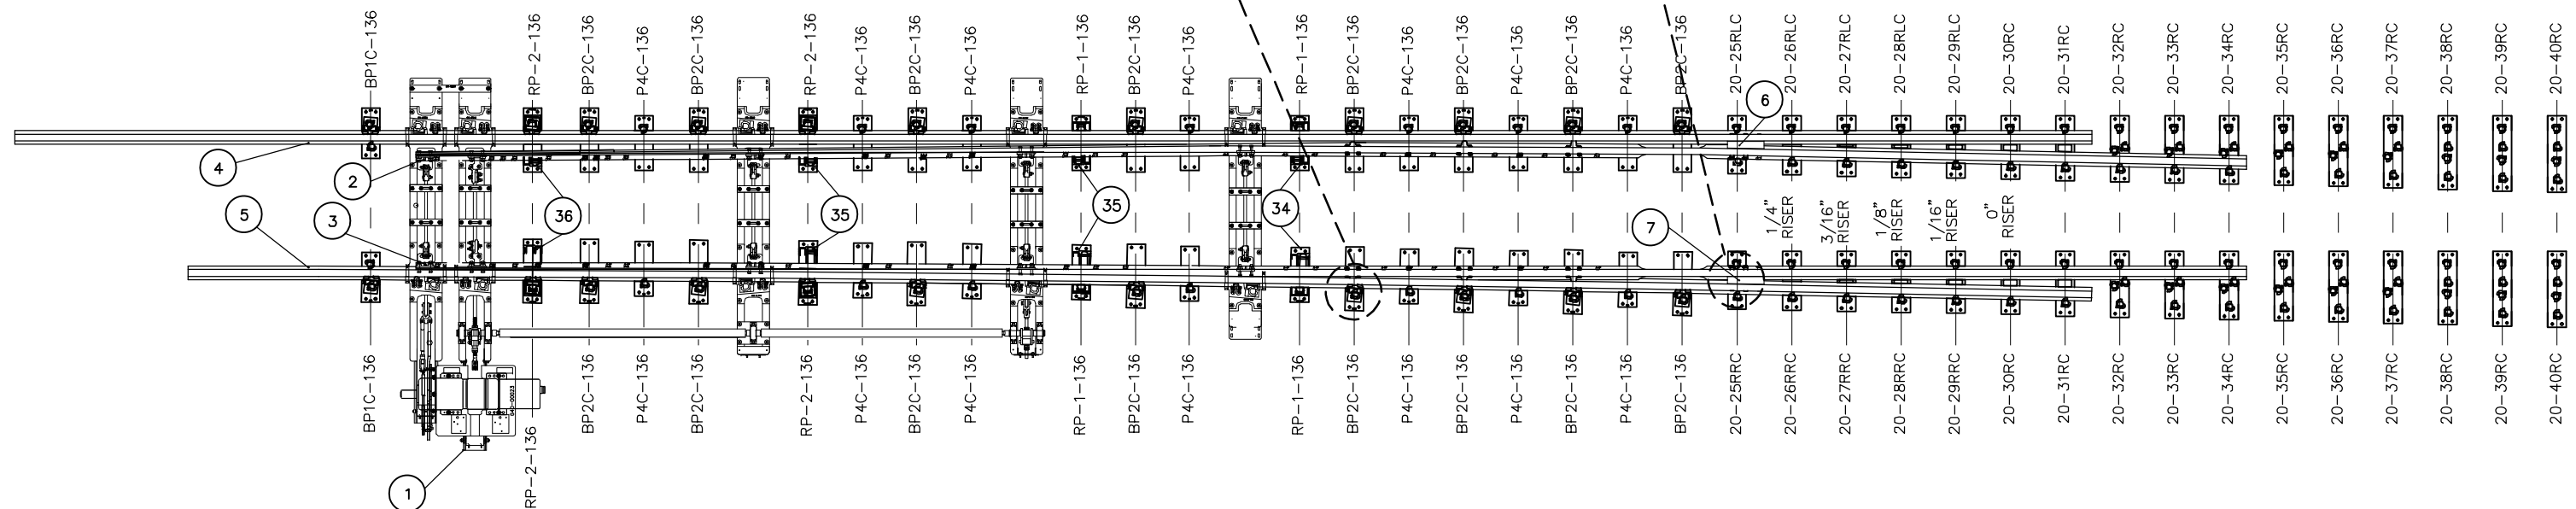 BP1C-136
RP-2-136
BP2C-136
P4C-136
BP2C-136
RP-2-136
P4C-136
BP2C-136
P4C-136
RP-1-136
BP2C-136
P4C-136
RP-1-136
BP2C-136
P4C-136
BP2C-136
P4C-136
BP2C-136
P4C-136
BP2C-136
20-25RLC
20-26RLC
20-27RLC
20-28RLC
20-29RLC
20-30RC
20-31RC
20-32RC
20-33RC
20-34RC
20-35RC
20-36RC
20-37RC
20-38RC
20-39RC
20-40RC
6
4
2
5
3
36
35
35
34
7
1/4"
RISER
3/16"
RISER
1/8"
RISER
1/16"
RISER
0"
RISER
BP1C-136
RP-2-136
BP2C-136
P4C-136
BP2C-136
RP-2-136
P4C-136
BP2C-136
P4C-136
RP-1-136
BP2C-136
P4C-136
RP-1-136
BP2C-136
P4C-136
BP2C-136
P4C-136
BP2C-136
P4C-136
BP2C-136
20-25RRC
20-26RRC
20-27RRC
20-28RRC
20-29RRC
20-30RC
20-31RC
20-32RC
20-33RC
20-34RC
20-35RC
20-36RC
20-37RC
20-38RC
20-39RC
20-40RC
1